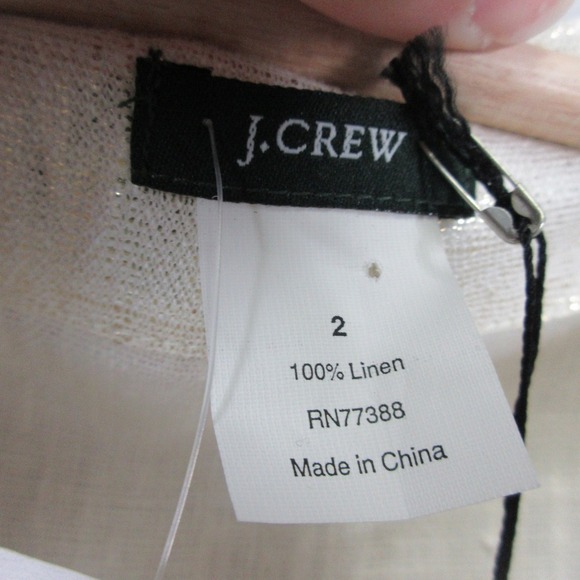 J.CREW
2
100% Linen
RN77388
Made in China